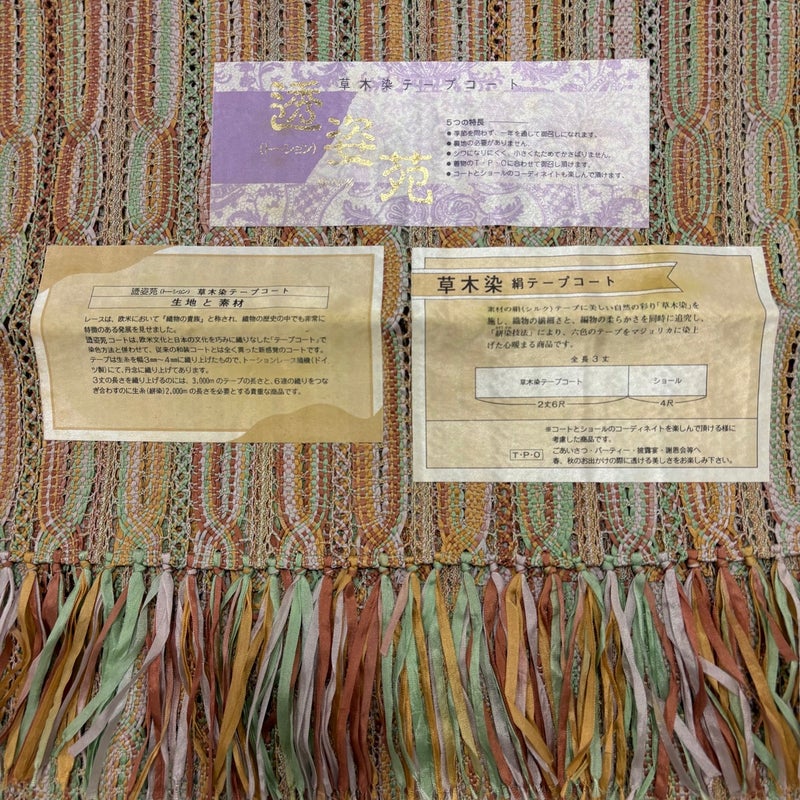 草木染テープコート
透姿苑
(トーション)
5つの特長
● 季節を問わず、一年を通して御召しになれます。
● 裏地の必要がありません。
● シワになりにくく、小さくたためてかさばりません。
● 着物のT・P・Oに合わせて御召し頂けます。
● コートとショールのコーディネイトも楽しんで頂けます。
透姿苑(トーション) 草木染テープコート
生地と素材
レースは、欧米において「織物の貴族」と称され、織物の歴史の中でも非常に
特徴のある発展を見せました。
透姿苑コートは、欧米文化と日本の文化を巧みに織りなした「テープコート」で
染色方法と併わせて、従来の和装コートとは全く異った新感覚のコートです。
テープは生糸を幅3㎜〜4㎜に織り上げたもので、トーションレース織機(ドイ
ツ製)にて、丹念に織り上げてあります。
3丈の長さを織り上げるのには、3,000mのテープの長さと、6通の織りをつな
ぎ合わすのに生糸(絣染)2,000mの長さを必要とする貴重な商品です。
草木染 絹テープコート
素材の絹(シルク)テープに美しい自然の彩り「草木染」を
施し、織物の繊細さと、編物の柔らかさを同時に追究し、
「絣染技法」により、六色のテープをマジョリカに染上
げた心暖まる商品です。
全長3丈
草木染テープコート ショール
2丈6尺 4尺
※コートとショールのコーディネイトを楽しんで頂ける様に
考慮した商品です。
T・P・O ごあいさつ・パーティー・披露宴・謝恩会等へ
春、秋のお出かけの際に透ける美しさをお楽しみ下さい。